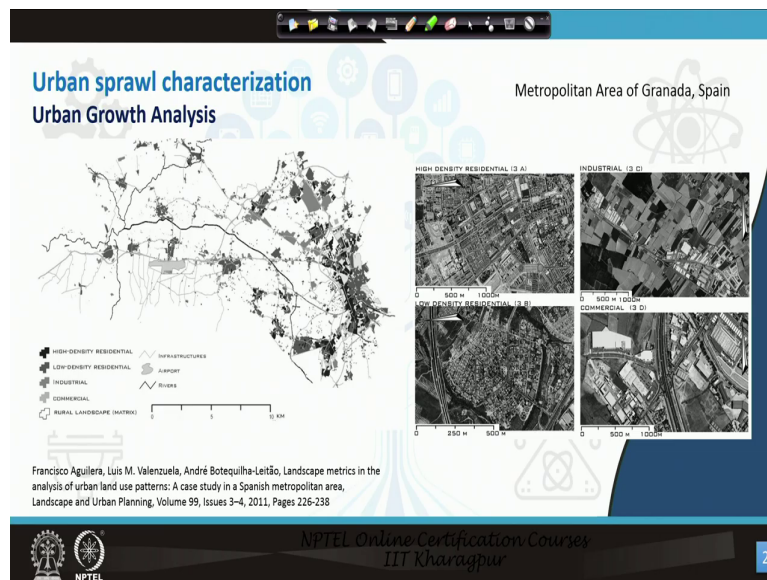 Urban sprawl characterization
Urban Growth Analysis
Metropolitan Area of Granada, Spain
HIGH DENSITY RESIDENTIAL (3 A)
INDUSTRIAL (3 C)
0 500 M 1000M
0 500 M 1000M
LOW DENSITY RESIDENTIAL (3 B)
COMMERCIAL (3 D)
0 250 M 500 M
0 500 M 1000M
HIGH-DENSITY RESIDENTIAL
LOW-DENSITY RESIDENTIAL
INDUSTRIAL
COMMERCIAL
RURAL LANDSCAPE (MATRIX)
INFRASTRUCTURES
AIRPORT
RIVERS
0 5 10 KM
Francisco Aguilera, Luis M. Valenzuela, André Botequilha-Leitão, Landscape metrics in the
analysis of urban land use patterns: A case study in a Spanish metropolitan area,
Landscape and Urban Planning, Volume 99, Issues 3–4, 2011, Pages 226-238
NPTEL
NPTEL Online Certification Courses
IIT Kharagpur
2